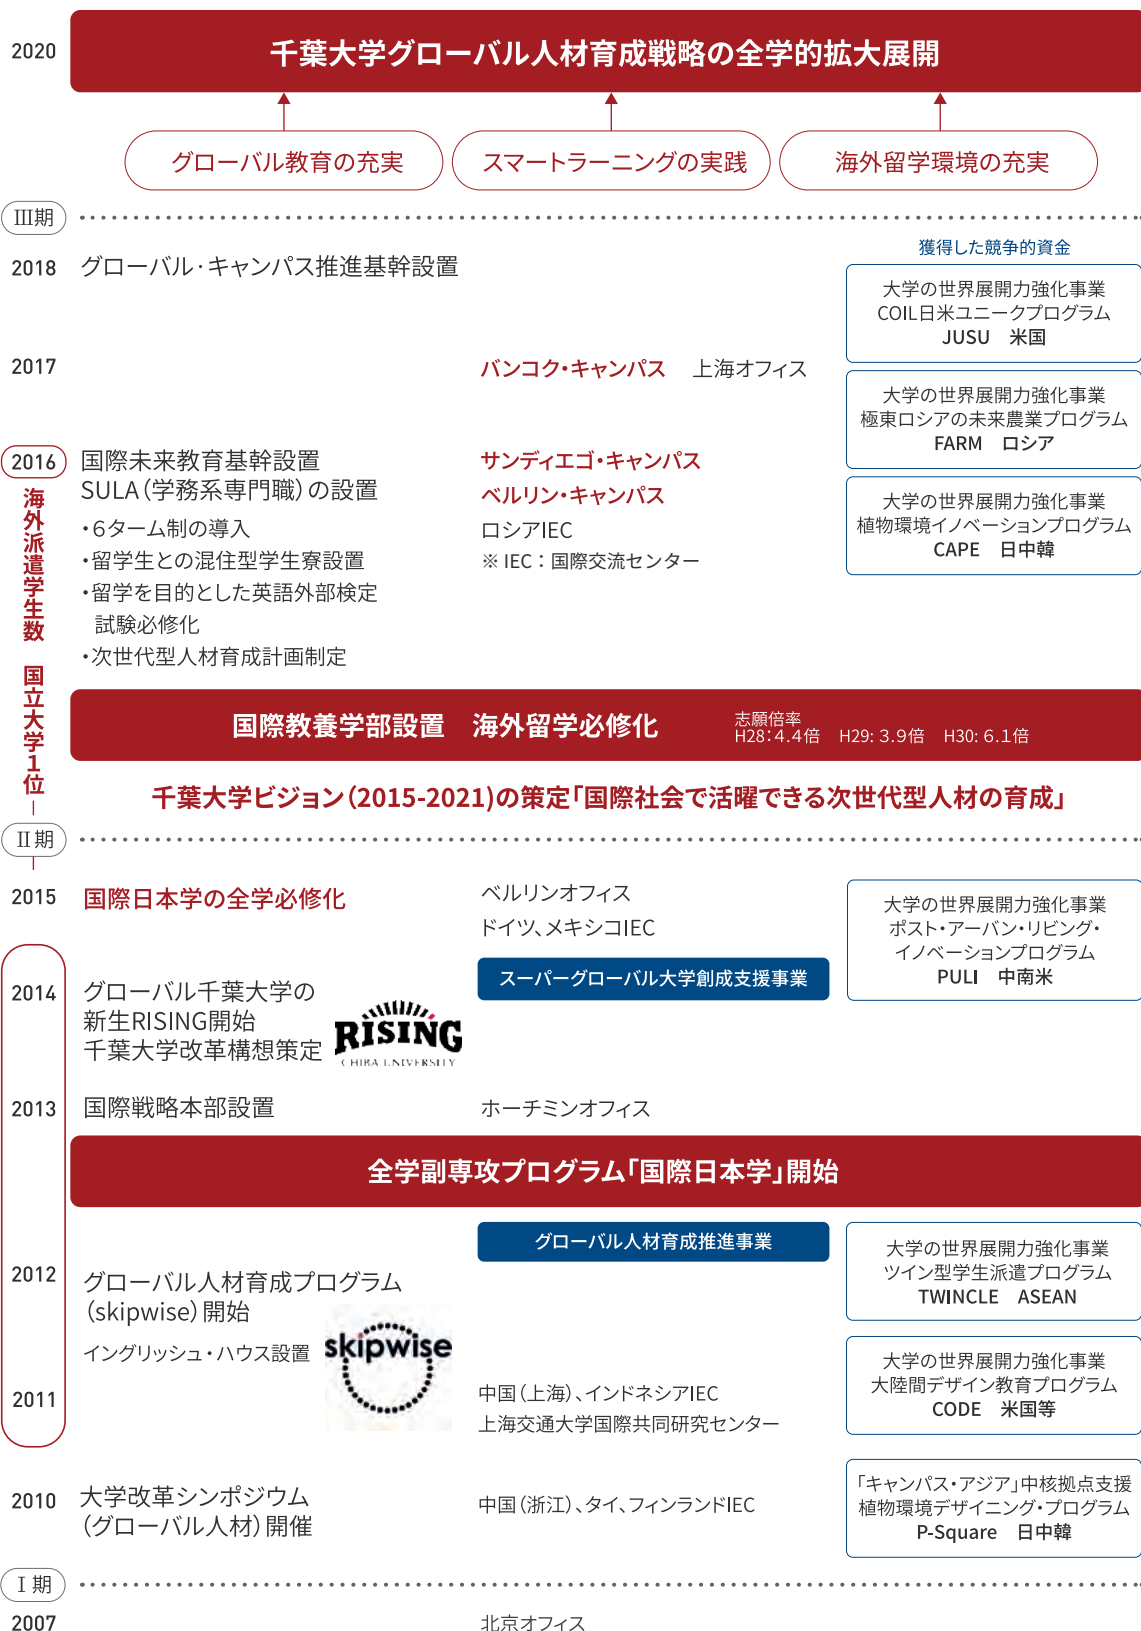 2020
千葉大学グローバル人材育成戦略の全学的拡大展開
グローバル教育の充実
スマートラーニングの実践
海外留学環境の充実
Ⅲ期
獲得した競争的資金
2018
グローバル・キャンパス推進基幹設置
大学の世界展開力強化事業
COIL日米ユニークプログラム
JUSU 米国
2017
バンコク・キャンパス 上海オフィス
大学の世界展開力強化事業
極東ロシアの未来農業プログラム
FARM ロシア
2016
海外派遣学生数 国立大学1位
国際未来教育基幹設置
SULA（学務系専門職）の設置
・6ターム制の導入
・留学生との混住型学生寮設置
・留学を目的とした英語外部検定
試験必修化
・次世代型人材育成計画制定
サンディエゴ・キャンパス
ベルリン・キャンパス
ロシアIEC
※ IEC：国際交流センター
大学の世界展開力強化事業
植物環境イノベーションプログラム
CAPE 日中韓
国際教養学部設置 海外留学必修化
志願倍率
H28：4.4倍 H29: 3.9倍 H30: 6.1倍
千葉大学ビジョン（2015-2021)の策定「国際社会で活躍できる次世代型人材の育成」
Ⅱ期
2015
国際日本学の全学必修化
ベルリンオフィス
ドイツ、メキシコIEC
大学の世界展開力強化事業
ポスト・アーバン・リビング・
イノベーションプログラム
PULI 中南米
2014
グローバル千葉大学の
新生RISING開始
千葉大学改革構想策定
RISING
CHIBA UNIVERSITY
スーパーグローバル大学創成支援事業
2013
国際戦略本部設置
ホーチミンオフィス
全学副専攻プログラム「国際日本学」開始
2012
グローバル人材育成プログラム
（skipwise）開始
イングリッシュ・ハウス設置
skipwise
グローバル人材育成推進事業
大学の世界展開力強化事業
ツイン型学生派遣プログラム
TWINCLE ASEAN
2011
中国（上海）、インドネシアIEC
上海交通大学国際共同研究センター
大学の世界展開力強化事業
大陸間デザイン教育プログラム
CODE 米国等
2010
大学改革シンポジウム
（グローバル人材）開催
中国（浙江）、タイ、フィンランドIEC
「キャンパス・アジア」中核拠点支援
植物環境デザイニング・プログラム
P-Square 日中韓
Ⅰ期
2007
北京オフィス